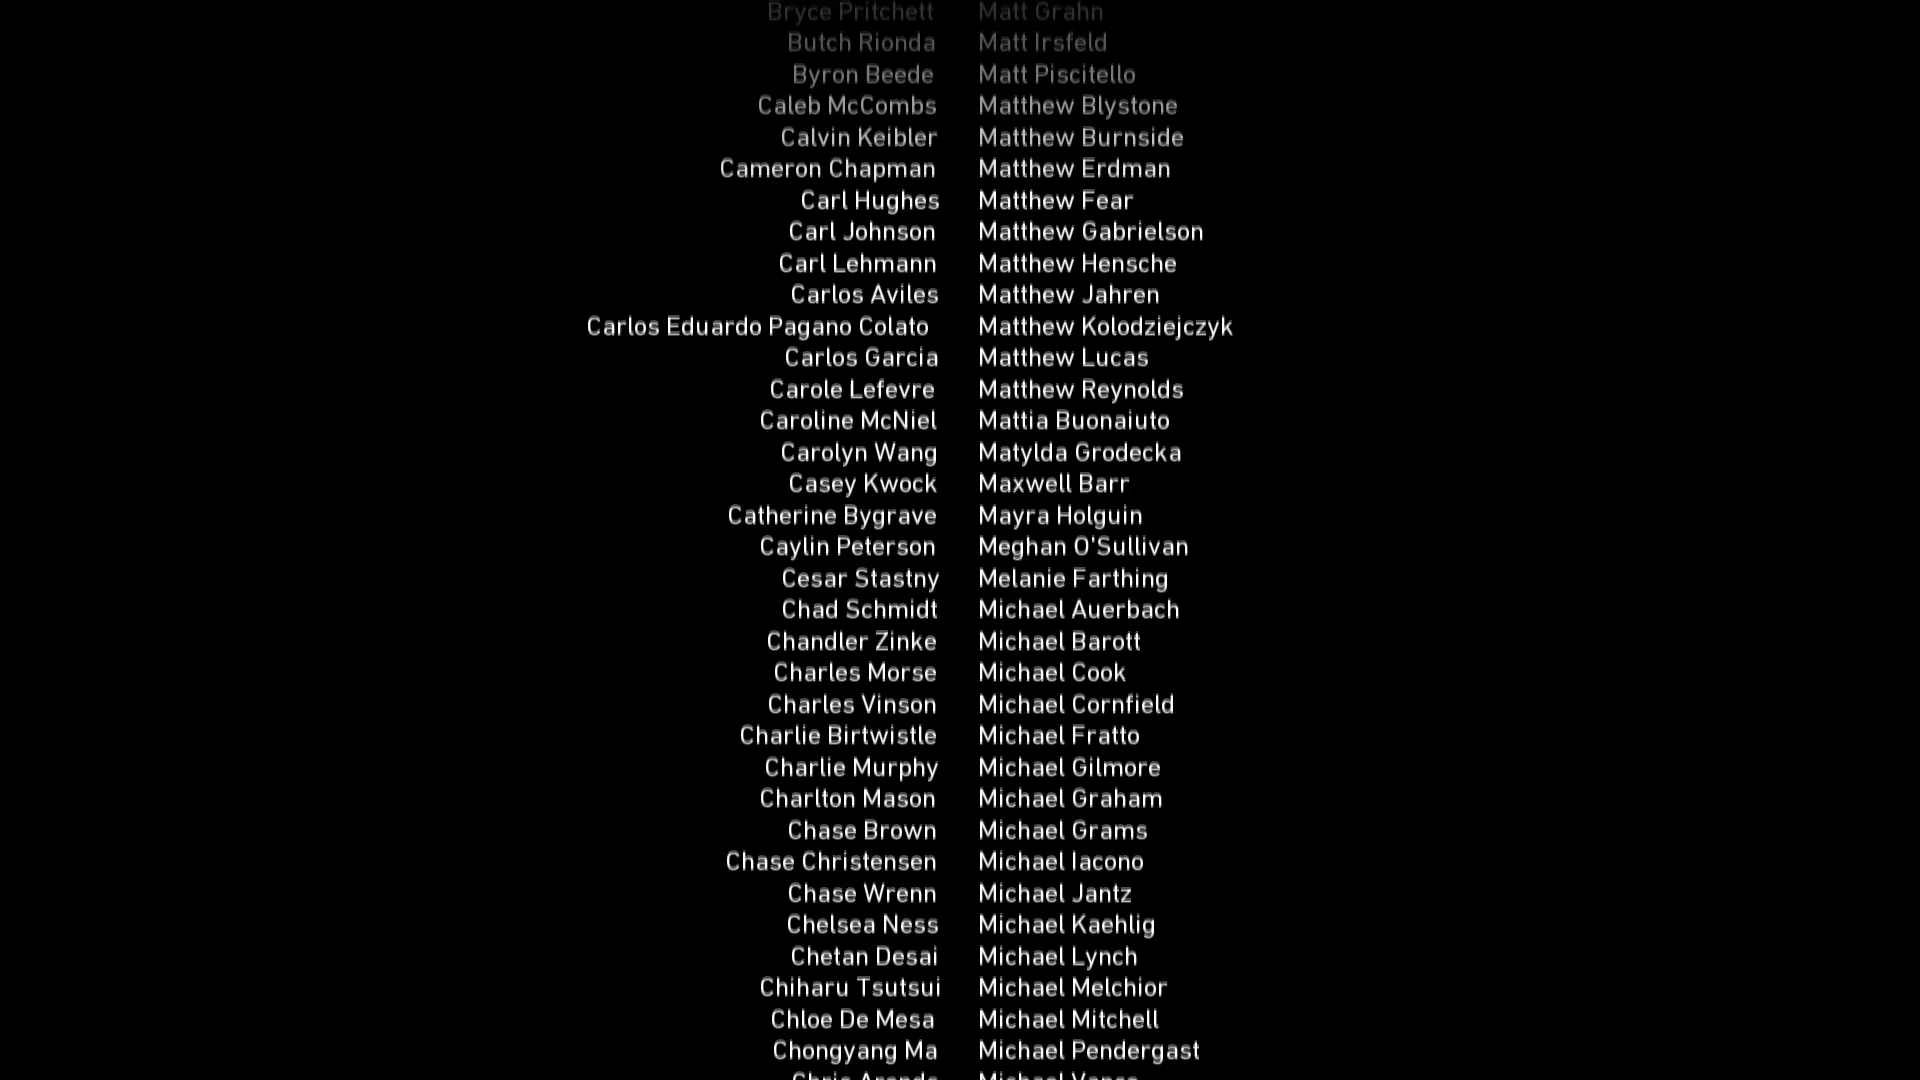 Bryce Pritchett Matt Grahn
Butch Rionda Matt Irsfeld
Byron Beede Matt Piscitello
Caleb McCombs Matthew Blystone
Calvin Keibler Matthew Burnside
Cameron Chapman Matthew Erdman
Carl Hughes Matthew Fear
Carl Johnson Matthew Gabrielson
Carl Lehmann Matthew Hensche
Carlos Aviles Matthew Jahren
Carlos Eduardo Pagano Colato Matthew Kolodziejczyk
Carlos Garcia Matthew Lucas
Carole Lefevre Matthew Reynolds
Caroline McNiel Mattia Buonaiuto
Carolyn Wang Matylda Grodecka
Casey Kwock Maxwell Barr
Catherine Bygrave Mayra Holguin
Caylin Peterson Meghan O'Sullivan
Cesar Stastny Melanie Farthing
Chad Schmidt Michael Auerbach
Chandler Zinke Michael Barott
Charles Morse Michael Cook
Charles Vinson Michael Cornfield
Charlie Birtwistle Michael Fratto
Charlie Murphy Michael Gilmore
Charlton Mason Michael Graham
Chase Brown Michael Grams
Chase Christensen Michael Iacono
Chase Wrenn Michael Jantz
Chelsea Ness Michael Kaehlig
Chetan Desai Michael Lynch
Chiharu Tsutsui Michael Melchior
Chloe De Mesa Michael Mitchell
Chongyang Ma Michael Pendergast
Chris Michael